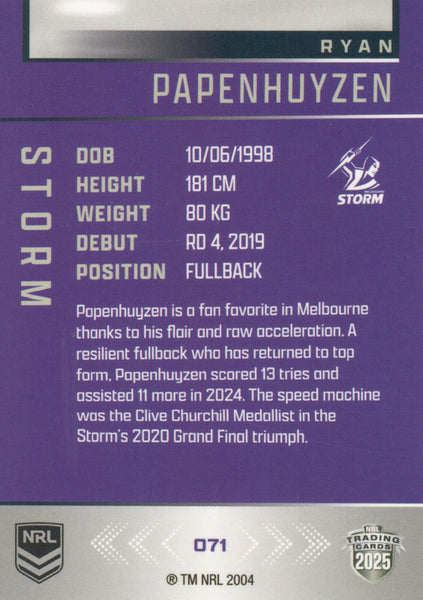 RYAN
PAPENHUYZEN
STORM
DOB 10/06/1998
HEIGHT 181 CM
WEIGHT 80 KG
DEBUT RD 4, 2019
POSITION FULLBACK
MELBOURNE
STORM
Papenhuyzen is a fan favorite in Melbourne
thanks to his flair and raw acceleration. A
resilient fullback who has returned to top
form, Papenhuyzen scored 13 tries and
assisted 11 more in 2024. The speed machine
was the Clive Churchill Medallist in the
Storm's 2020 Grand Final triumph.
NRL
071
® TM NRL 2004
NRL
TRADING
CARDS
2025